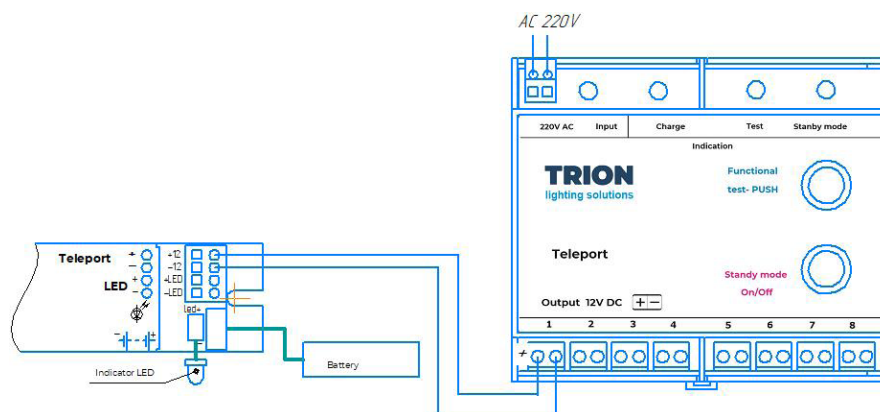 AC 220V
220V AC Input Charge Test Stanby mode
Indication
TRION
lighting solutions
Functional
test- PUSH
Teleport
Standy mode
On/Off
Output 12V DC + −
1 2 3 4 5 6 7 8
+
Teleport
LED
+
−
+
−
+12
−12
+LED
−LED
led+
− +
Indicator LED
Battery